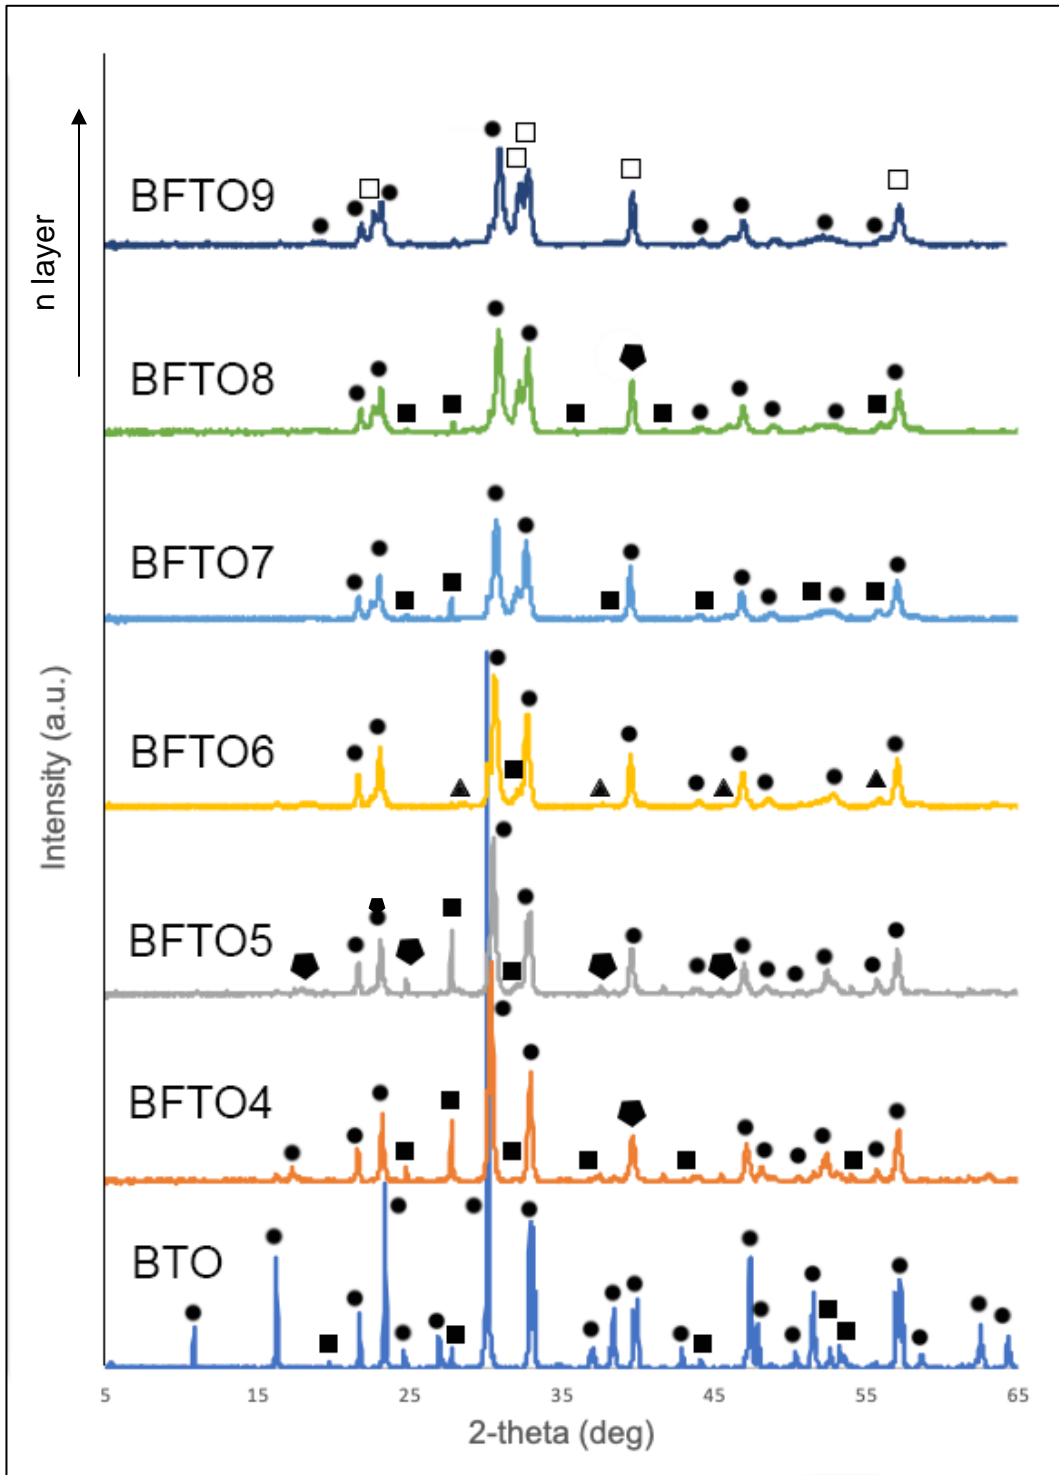 BFTO9
n layer
BFTO8
BFTO7
BFTO6
Intensity (a.u.)
BFTO5
BFTO4
BTO
5 15 25 35 45 55 65
2-theta (deg)